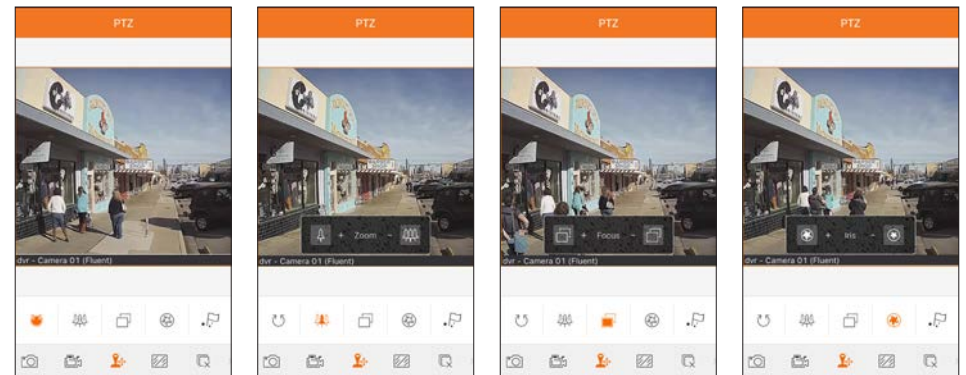 PTZ
dvr - Camera 01 (Fluent)
PTZ
+ Zoom -
dvr - Camera 01 (Fluent)
PTZ
+ Focus -
dvr - Camera 01 (Fluent)
PTZ
+ Iris -
dvr - Camera 01 (Fluent)